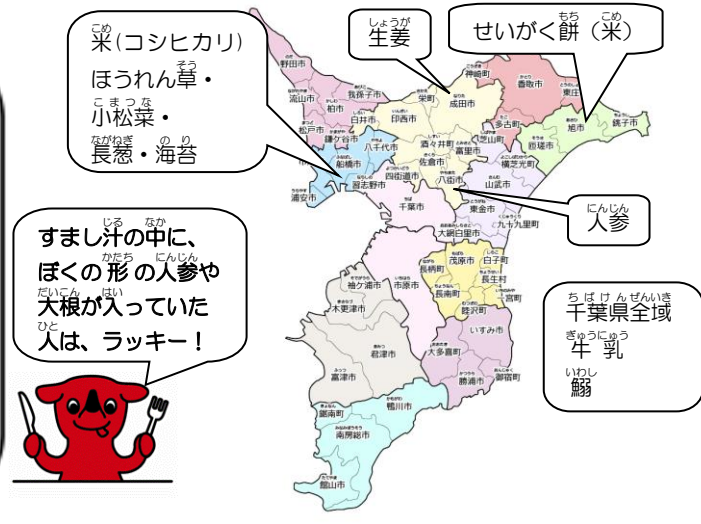 米(コシヒカリ)
ほうれん草・
小松菜・
長葱・海苔
生姜
せいがく餅（米）
人参
千葉県全域
牛乳
鰯
すまし汁の中に、
ぼくの形の人参や
大根が入っていた
人は、ラッキー！
野田市
流山市
柏市
我孫子市
松戸市
鎌ケ谷市
白井市
印西市
栄町
成田市
神崎町
香取市
東庄
多古町
旭市
銚子市
匝瑳市
芝山町
横芝光町
酒々井町
富里市
八千代市
船橋市
習志野市
浦安市
佐倉市
四街道市
八街市
山武市
千葉市
東金市
九十九里町
大網白里市
市原市
袖ケ浦市
木更津市
茂原市
白子町
長柄町
長生村
長南町
一宮町
睦沢町
いすみ市
大多喜町
君津市
富津市
勝浦市
御宿町
鴨川市
鋸南町
南房総市
館山市